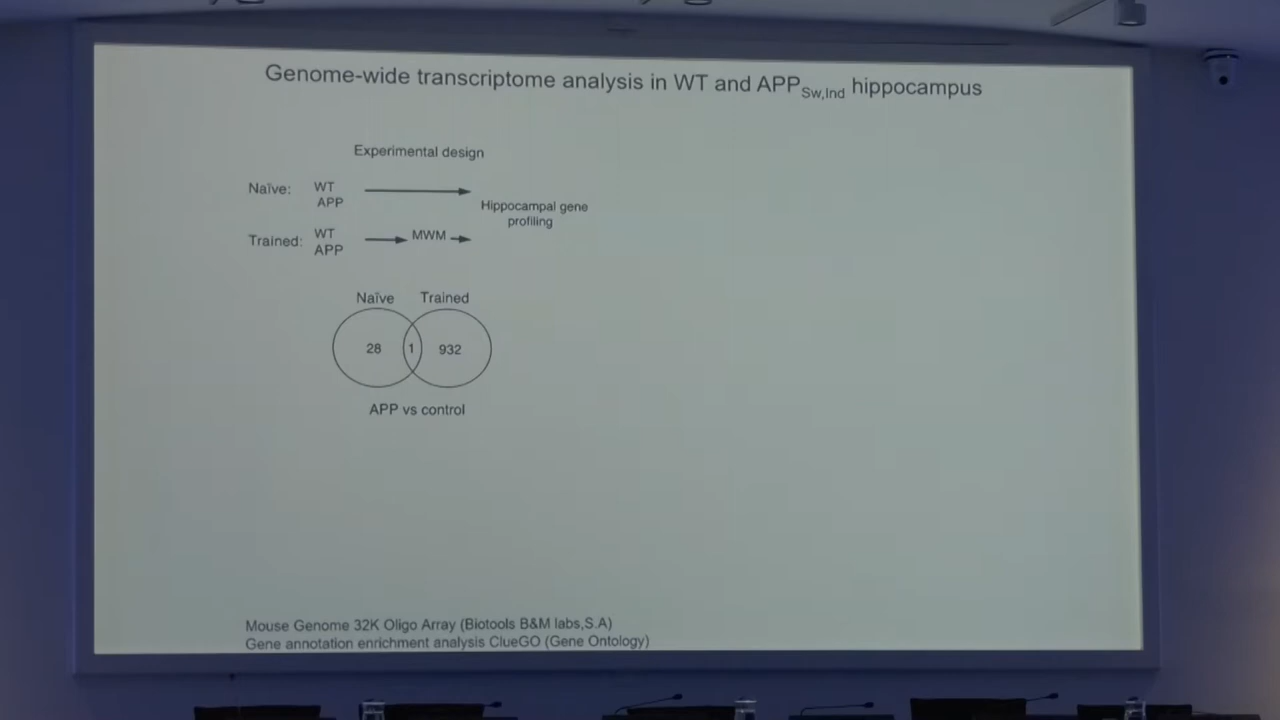 Genome-wide transcriptome analysis in WT and APPSw,Ind hippocampus
Experimental design
Naïve: WT
APP
Hippocampal gene
profiling
Trained: WT
APP
MWM
Naïve Trained
28 1 932
APP vs control
Mouse Genome 32K Oligo Array (Biotools B&M labs,S.A)
Gene annotation enrichment analysis ClueGO (Gene Ontology)